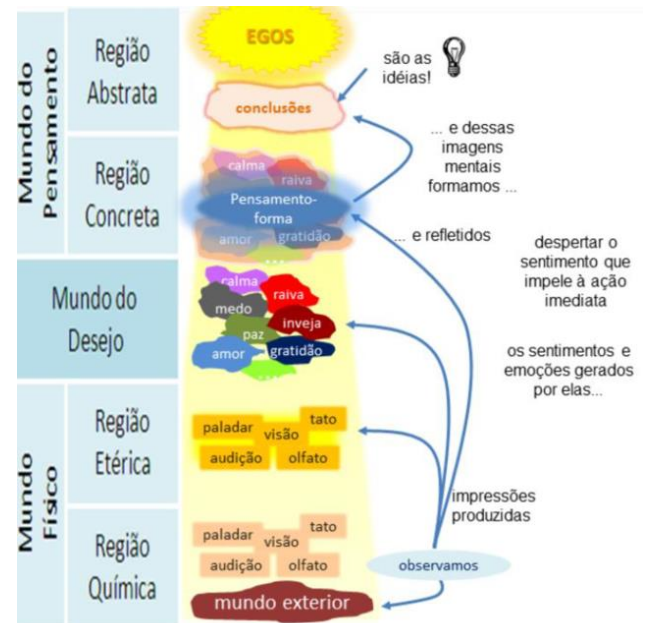 Mundo do
Pensamento
Região
Abstrata
EGOS
conclusões
são as
idéias!
... e dessas
imagens
mentais
formamos ...
Região
Concreta
calma
raiva
Pensamento-
forma
amor
gratidão
...
... e refletidos
despertar o
sentimento que
impele à ação
imediata
Mundo do
Desejo
calma
raiva
medo
inveja
paz
amor
gratidão
...
os sentimentos e
emoções gerados
por elas...
Mundo
Físico
Região
Etérica
paladar
visão
tato
audição
olfato
impressões
produzidas
Região
Química
paladar
visão
tato
audição
olfato
observamos
mundo exterior